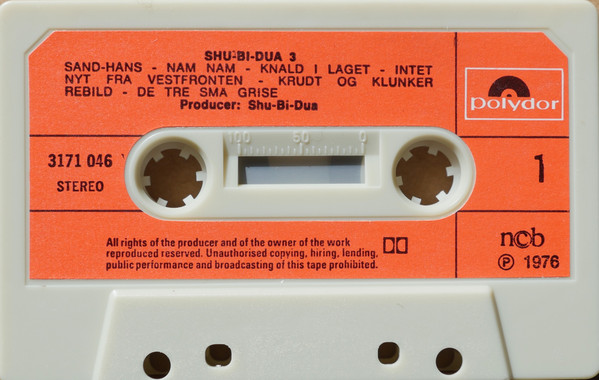 SHU-BI-DUA 3
SAND-HANS - NAM NAM - KNALD I LAGET - INTET
NYT FRA VESTFRONTEN - KRUDT OG KLUNKER
REBILD - DE TRE SMA GRISE
Producer: Shu-Bi-Dua
polydor
100 50 0
3171 046
STEREO
1
All rights of the producer and of the owner of the work
reproduced reserved. Unauthorised copying, hiring, lending,
public performance and broadcasting of this tape prohibited.
ncb
℗ 1976